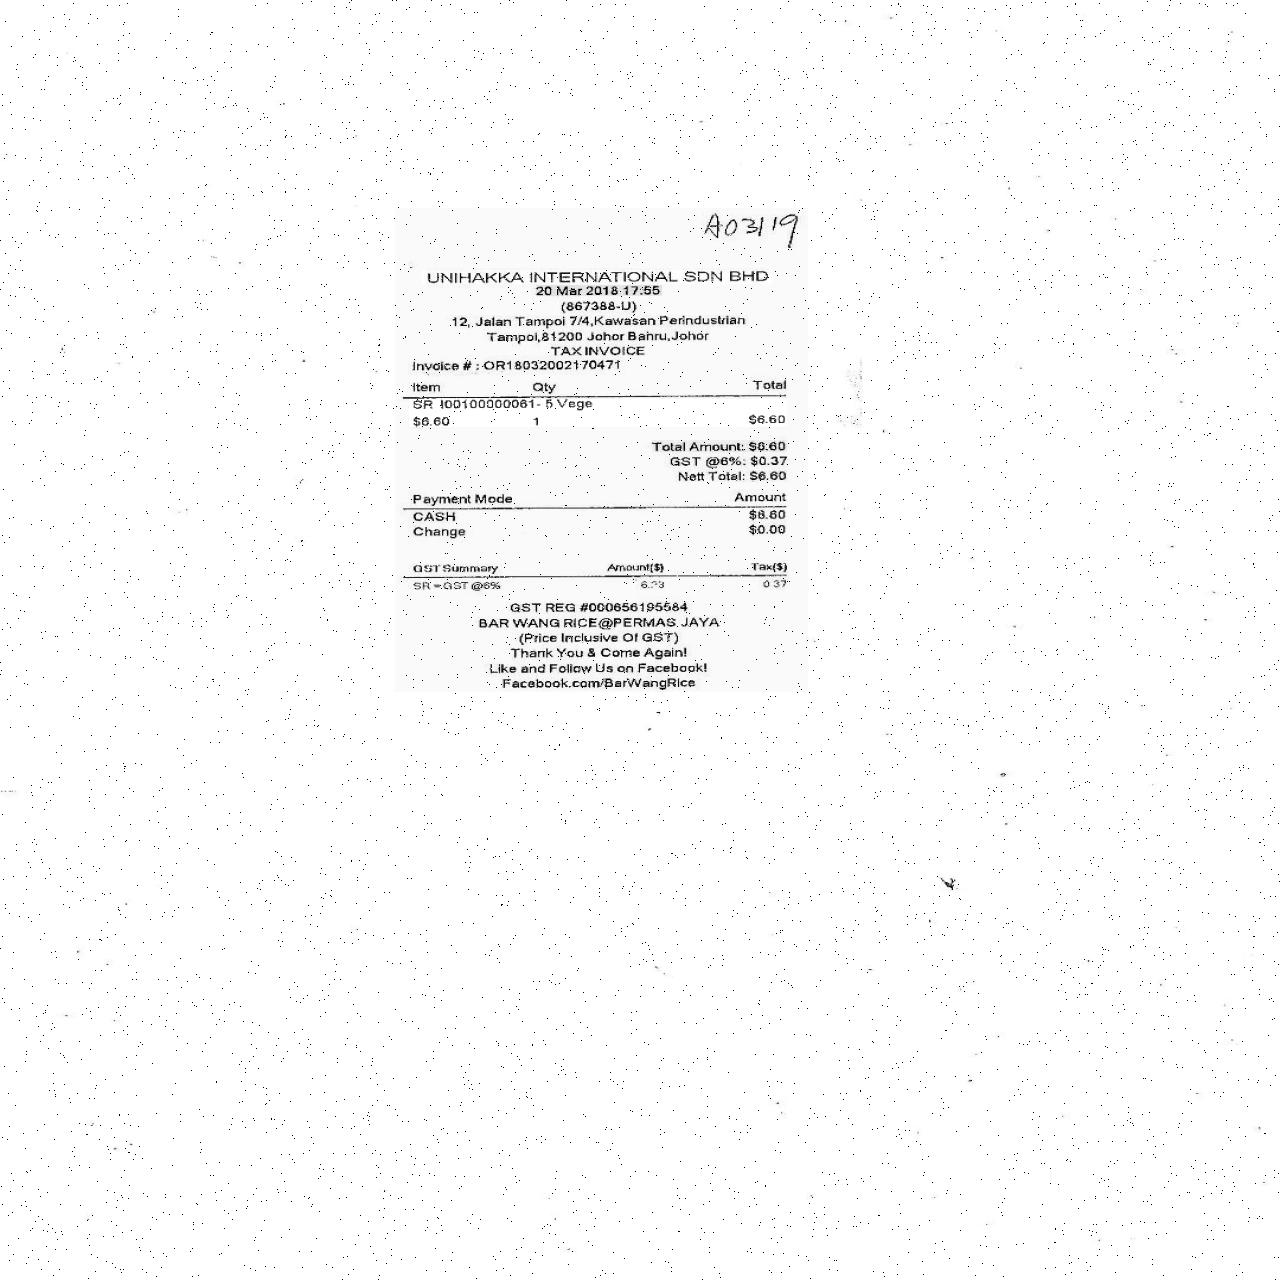 A03119
UNIHAKKA INTERNATIONAL SDN BHD
20 Mar 2018 17:55
(867388-U)
12, Jalan Tampoi 7/4,Kawasan Perindustrian
Tampoi,81200 Johor Bahru,Johor
TAX INVOICE
Invoice # : OR18032002170471
Item Qty Total
SR I00100000061- 5 Vege
$6.60 1 $6.60
Total Amount: $6.60
GST @6%: $0.37
Nett Total: $6.60
Payment Mode Amount
CASH $6.60
Change $0.00
GST Summary Amount($) Tax($)
SR = GST @6% 6.23 0.37
GST REG #000656195584
BAR WANG RICE@PERMAS JAYA
(Price Inclusive Of GST)
Thank You & Come Again!
Like and Follow Us on Facebook!
Facebook.com/BarWangRice